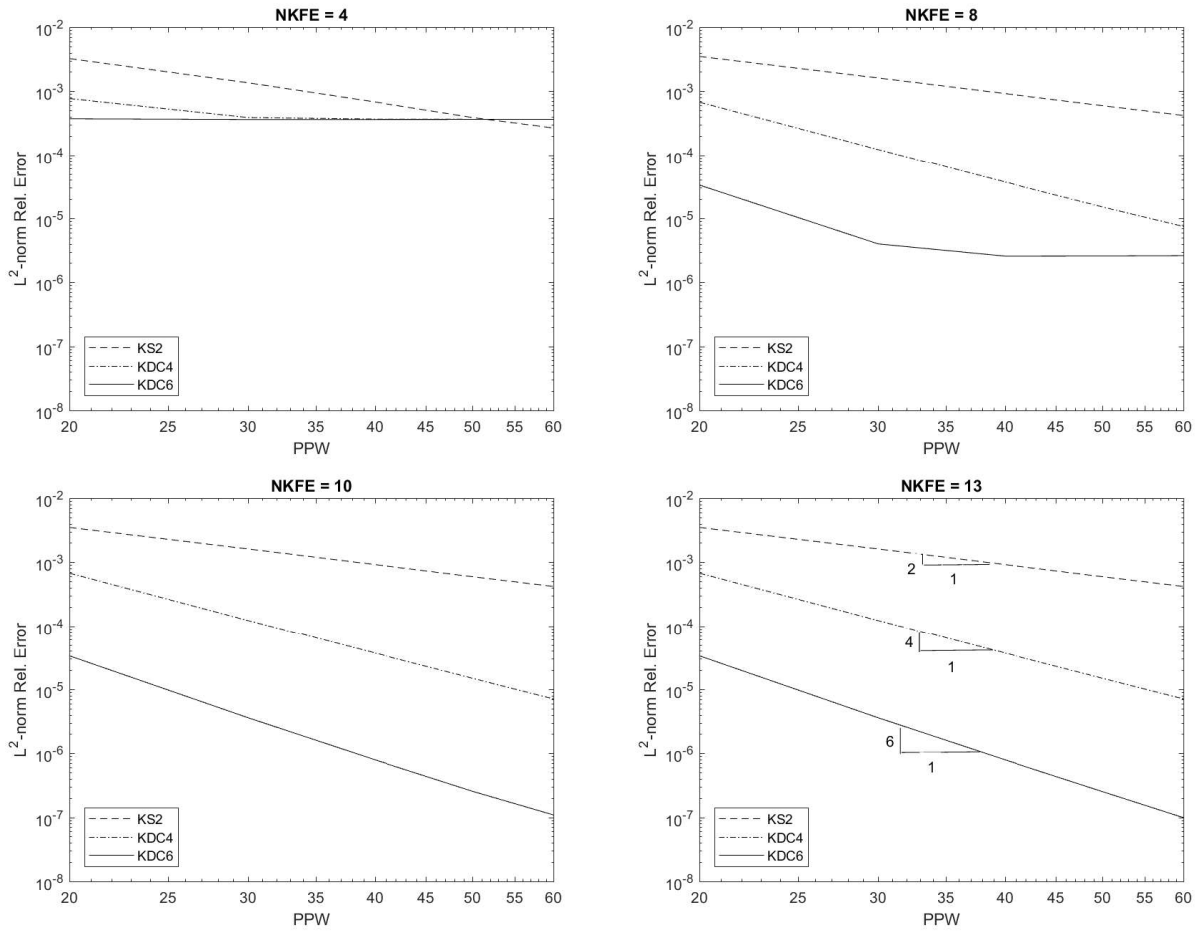 NKFE = 4
10^-2
10^-3
10^-4
10^-5
10^-6
10^-7
10^-8
L^2-norm Rel. Error
KS2
KDC4
KDC6
20 25 30 35 40 45 50 55 60
PPW
NKFE = 8
10^-2
10^-3
10^-4
10^-5
10^-6
10^-7
10^-8
L^2-norm Rel. Error
KS2
KDC4
KDC6
20 25 30 35 40 45 50 55 60
PPW
NKFE = 10
10^-2
10^-3
10^-4
10^-5
10^-6
10^-7
10^-8
L^2-norm Rel. Error
KS2
KDC4
KDC6
20 25 30 35 40 45 50 55 60
PPW
NKFE = 13
10^-2
10^-3
10^-4
10^-5
10^-6
10^-7
10^-8
L^2-norm Rel. Error
2
1
4
1
6
1
KS2
KDC4
KDC6
20 25 30 35 40 45 50 55 60
PPW